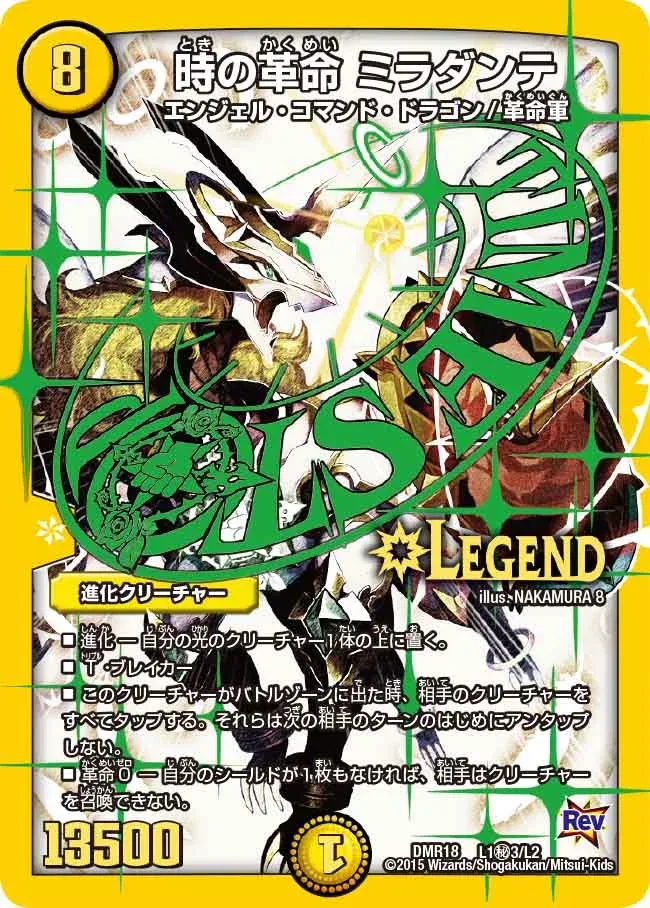 8
時の革命 ミラダンテ
とき かくめい
エンジェル・コマンド・ドラゴン/革命軍
かくめいぐん
TIME
IS
LEGEND
illus. NAKAMURA 8
進化クリーチャー
■ 進化―自分の光のクリーチャー1体の上に置く。
■ T・ブレイカー
■ このクリーチャーがバトルゾーンに出た時、相手のクリーチャーを
すべてタップする。それらは次の相手のターンのはじめにアンタップ
しない。
■ 革命0―自分のシールドが1枚もなければ、相手はクリーチャー
を召喚できない。
13500
1
Rev.
DMR18 L1㊙3/L2
©2015 Wizards/Shogakukan/Mitsui-Kids